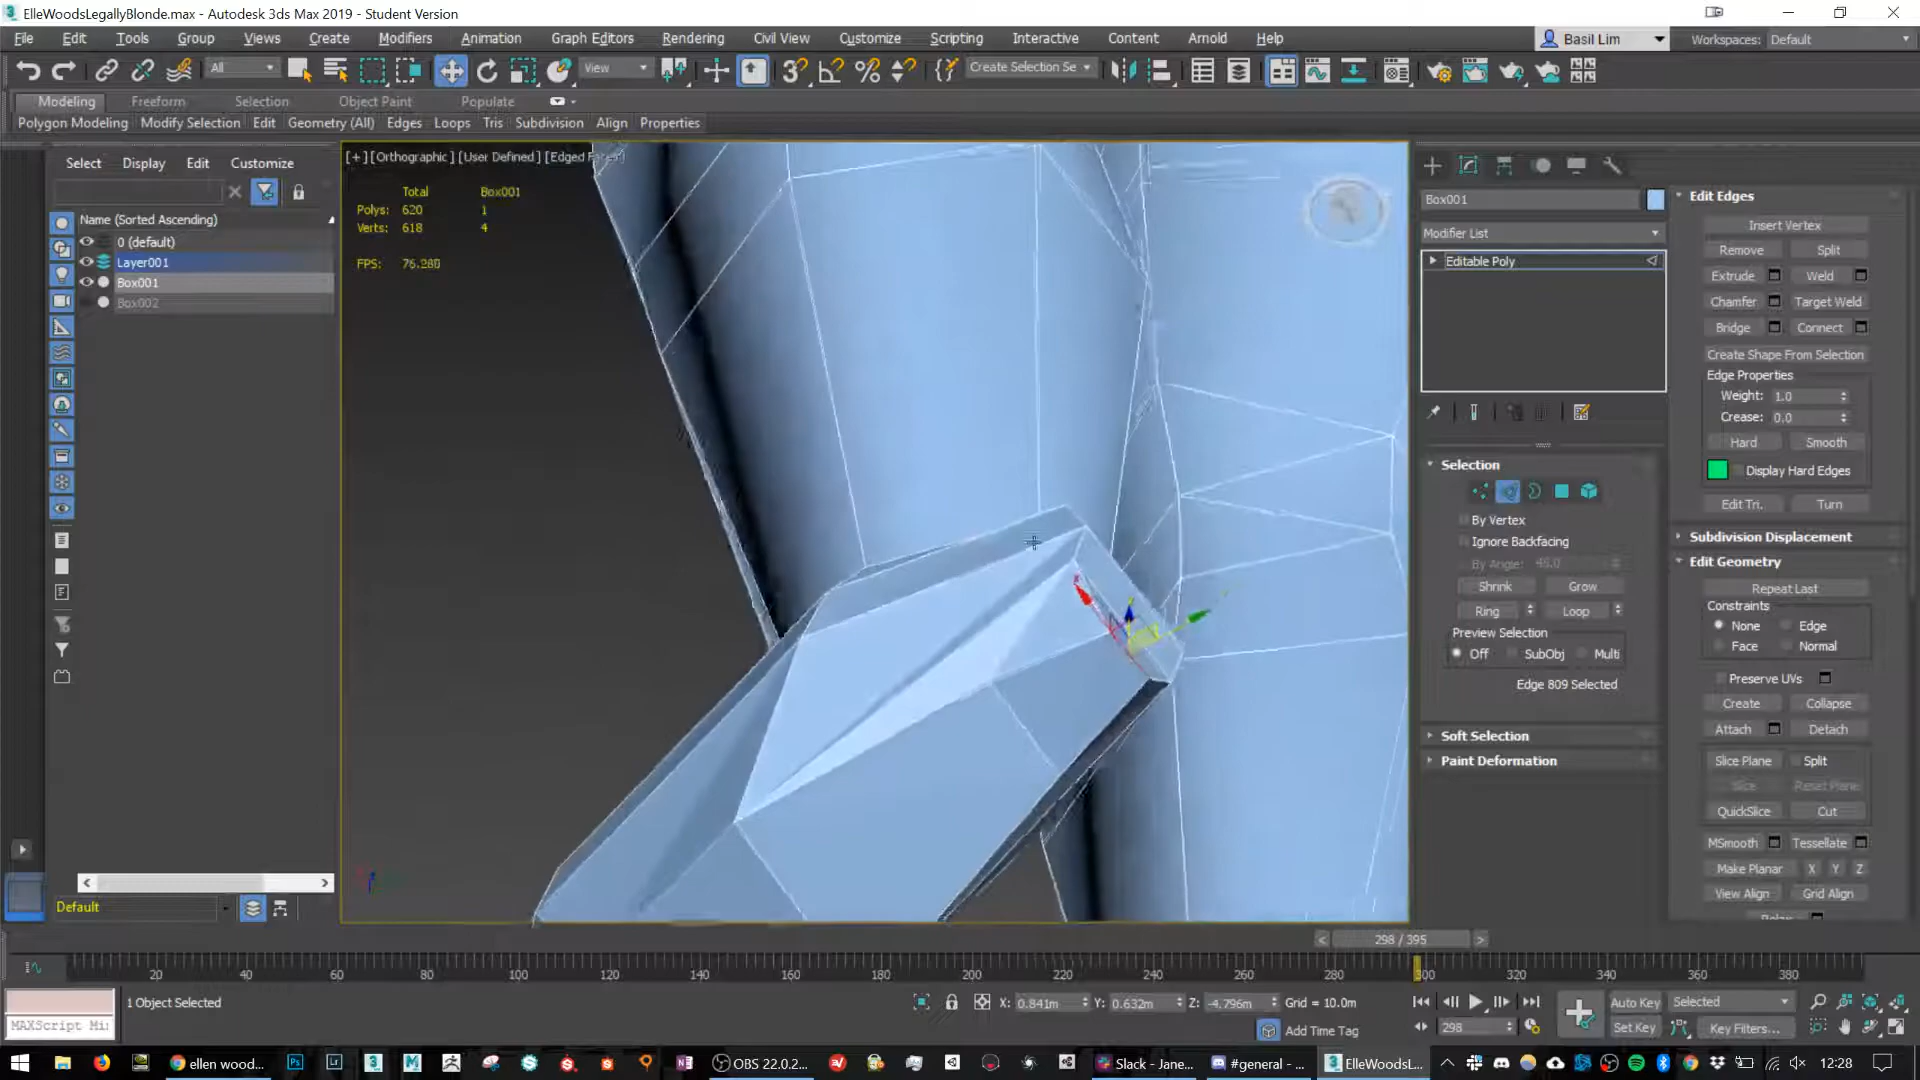 ElleWoodsLegallyBlonde.max - Autodesk 3ds Max 2019 - Student Version
File Edit Tools Group Views Create Modifiers Animation Graph Editors Rendering Civil View Customize Scripting Interactive Content Arnold Help Basil Lim Workspaces: Default
All View Create Selection Se
Modeling Freeform Selection Object Paint Populate
Polygon Modeling Modify Selection Edit Geometry (All) Edges Loops Tris Subdivision Align Properties
Select Display Edit Customize
Name (Sorted Ascending)
0 (default)
Layer001
Box001
Box002
Default
[+] [Orthographic] [User Defined] [Edged Faces]
Total Box001
Polys: 620 1
Verts: 618 4
FPS: 76.280
Box001
Modifier List
Editable Poly
Selection
By Vertex
Ignore Backfacing
By Angle: 45.0
Shrink Grow
Ring Loop
Preview Selection
Off SubObj Multi
Edge 809 Selected
Soft Selection
Paint Deformation
Edit Edges
Insert Vertex
Remove Split
Extrude Weld
Chamfer Target Weld
Bridge Connect
Create Shape From Selection
Edge Properties
Weight: 1.0
Crease: 0.0
Hard Smooth
Display Hard Edges
Edit Tri. Turn
Subdivision Displacement
Edit Geometry
Repeat Last
Constraints
None Edge
Face Normal
Preserve UVs
Create Collapse
Attach Detach
Slice Plane Split
Slice Reset Plane
QuickSlice Cut
MSmooth Tessellate
Make Planar X Y Z
View Align Grid Align
Relax
< 298 / 395 >
20 40 60 80 100 120 140 160 180 200 220 240 260 280 300 320 340 360 380
MAXScript Mi:
1 Object Selected
X: 0.841m Y: 0.632m Z: -4.796m Grid = 10.0m
Add Time Tag
298
Auto Key Selected
Set Key Key Filters...
ellen wood... OBS 22.0.2... Slack - Jane... #general - ... ElleWoodsL... 12:28